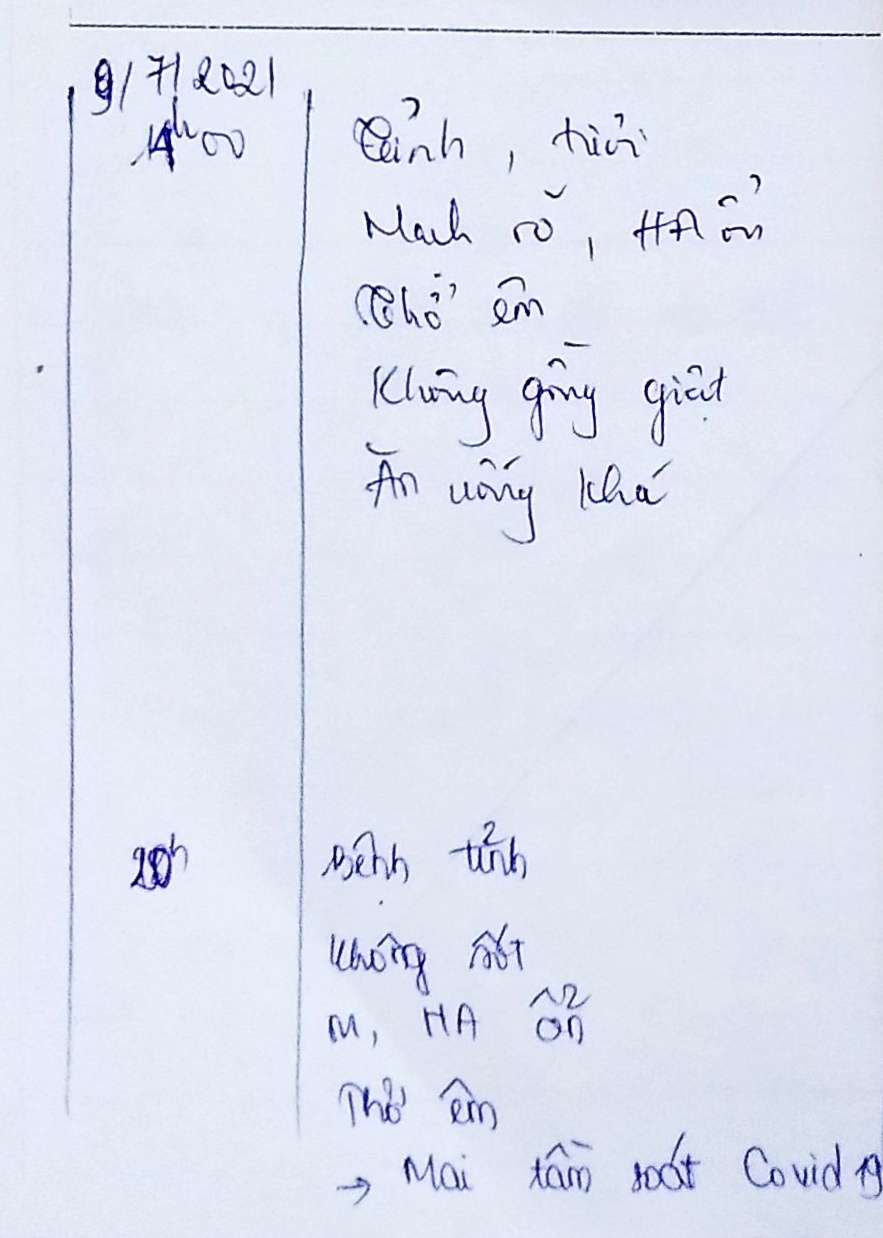 9/7/2021
14h00 Tỉnh, tươi
Mạch rõ, HA ổn
Thở êm
Không gồng giật
Ăn uống khá
20h Bệnh tỉnh
Không sốt
M, HA ổn
Thở êm
→ Mai tầm soát Covid 19